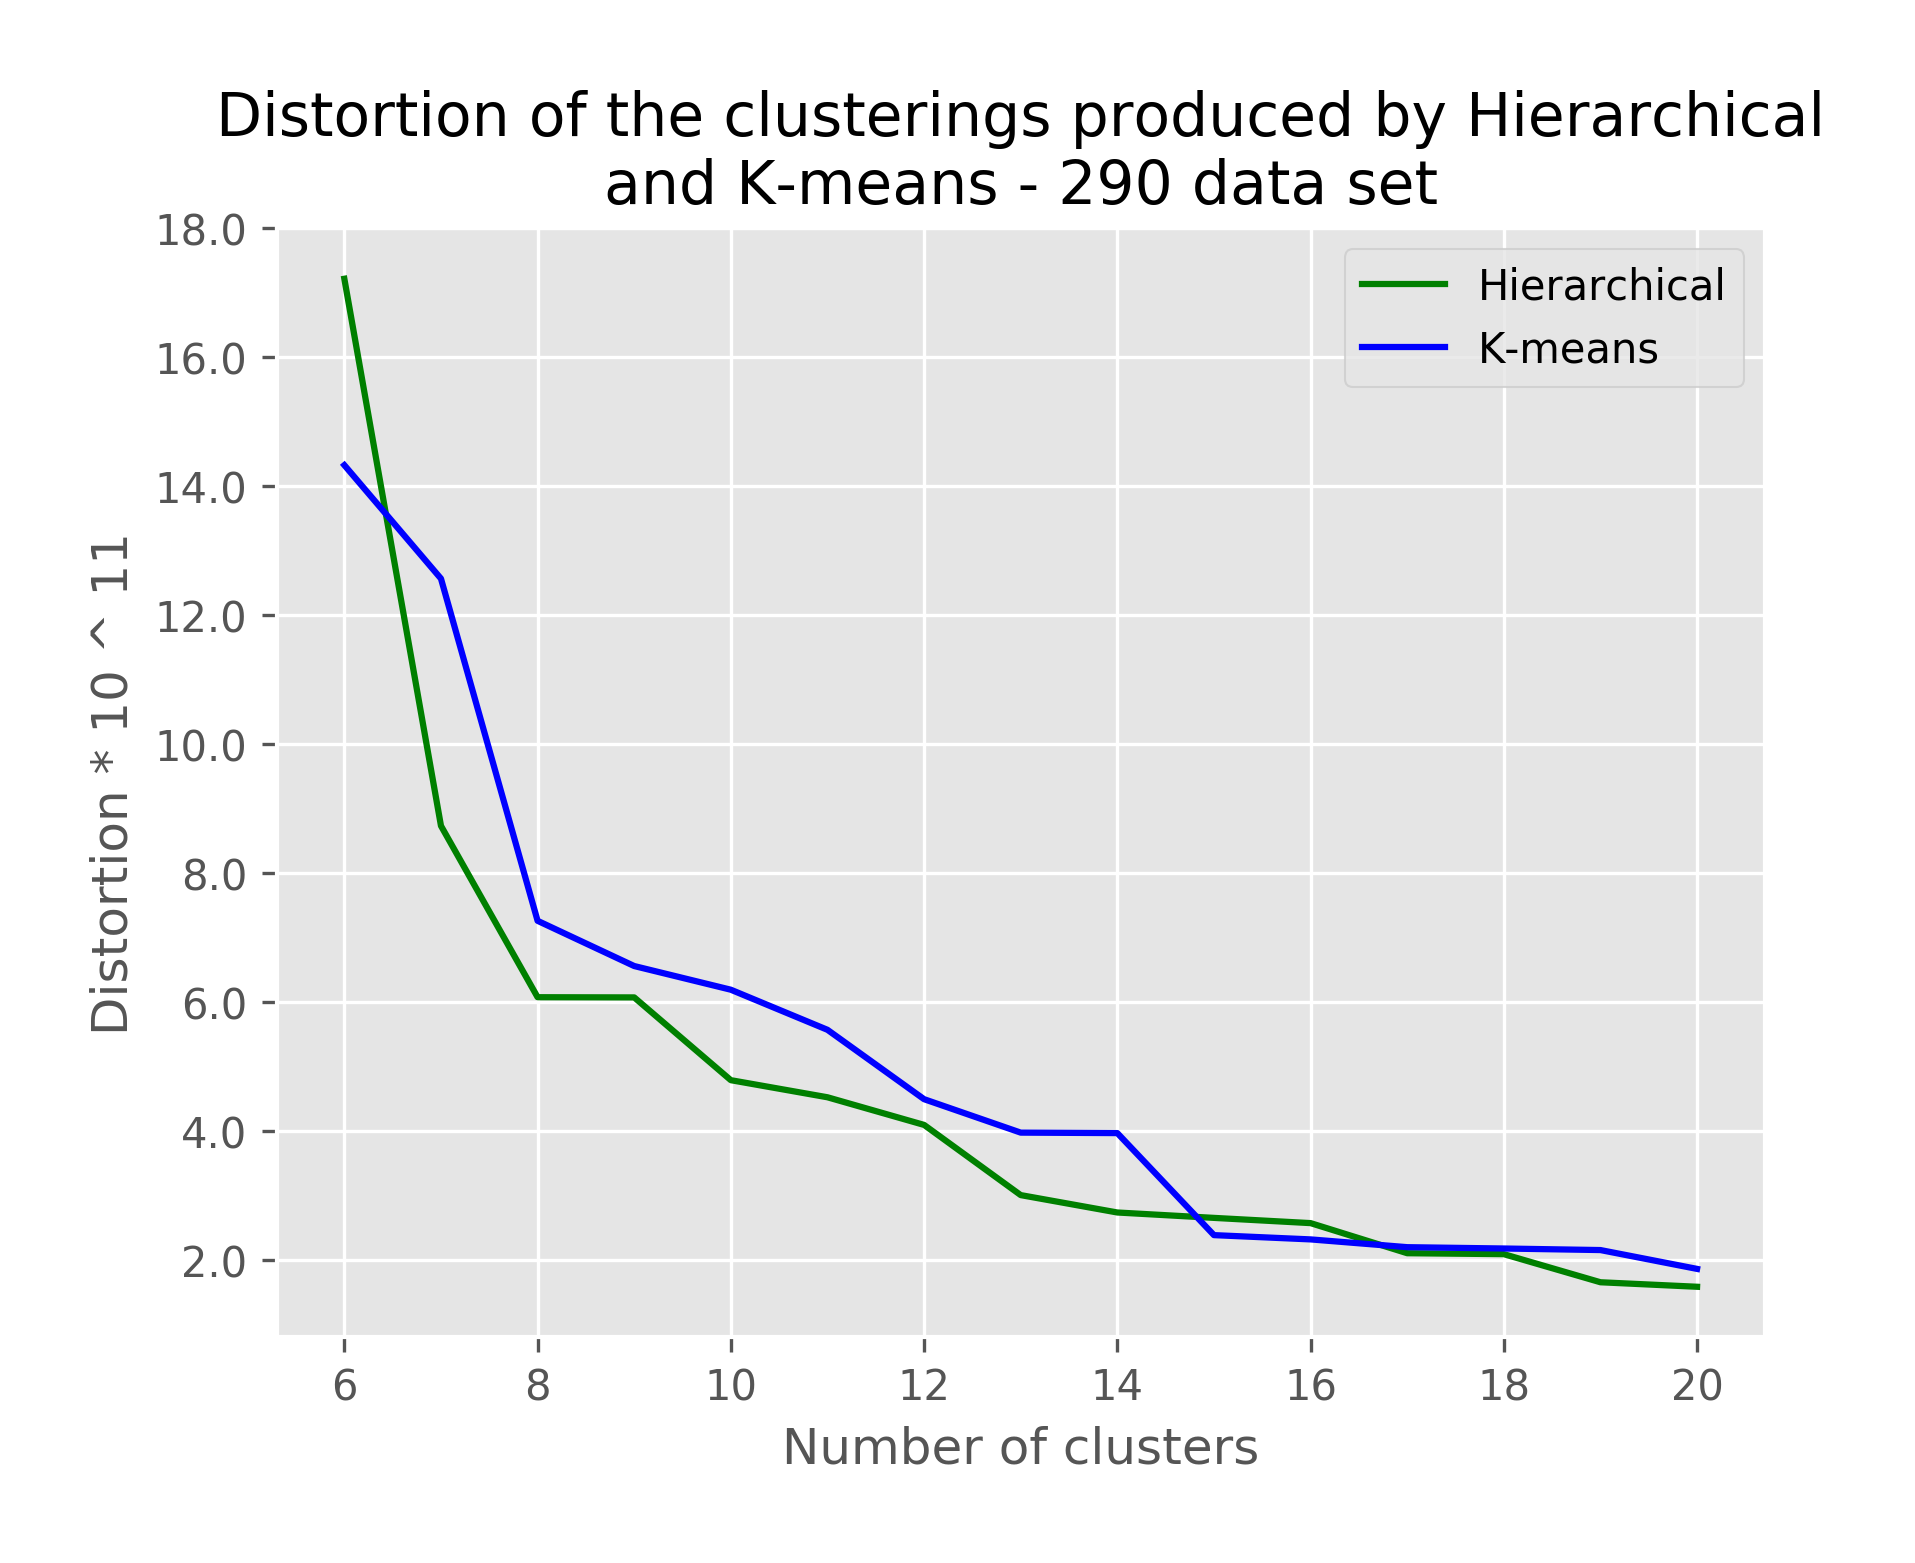 Distortion of the clusterings produced by Hierarchical
and K-means - 290 data set
18.0
16.0
14.0
12.0
10.0
8.0
6.0
4.0
2.0
Distortion * 10 ^ 11
Hierarchical
K-means
6 8 10 12 14 16 18 20
Number of clusters